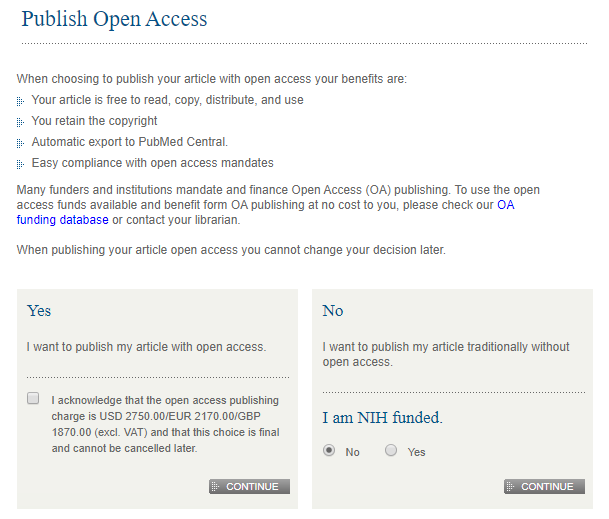 Publish Open Access
When choosing to publish your article with open access your benefits are:
Your article is free to read, copy, distribute, and use
You retain the copyright
Automatic export to PubMed Central.
Easy compliance with open access mandates
Many funders and institutions mandate and finance Open Access (OA) publishing. To use the open
access funds available and benefit form OA publishing at no cost to you, please check our OA
funding database or contact your librarian.
When publishing your article open access you cannot change your decision later.
Yes
I want to publish my article with open access.
I acknowledge that the open access publishing
charge is USD 2750.00/EUR 2170.00/GBP
1870.00 (excl. VAT) and that this choice is final
and cannot be cancelled later.
CONTINUE
No
I want to publish my article traditionally without
open access.
I am NIH funded.
No Yes
CONTINUE